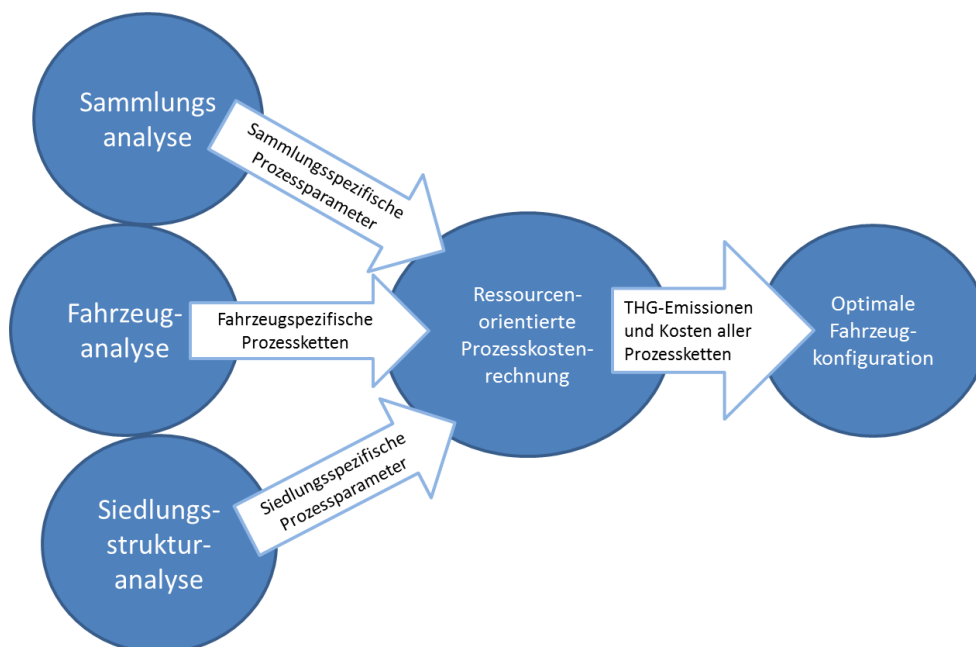 Sammlungs
analyse
Sammlungsspezifische
Prozessparameter
Fahrzeug-
analyse
Fahrzeugspezifische
Prozessketten
Siedlungs-
struktur-
analyse
Siedlungsspezifische
Prozessparameter
Ressourcen-
orientierte
Prozesskosten-
rechnung
THG-Emissionen
und Kosten aller
Prozessketten
Optimale
Fahrzeug-
konfiguration